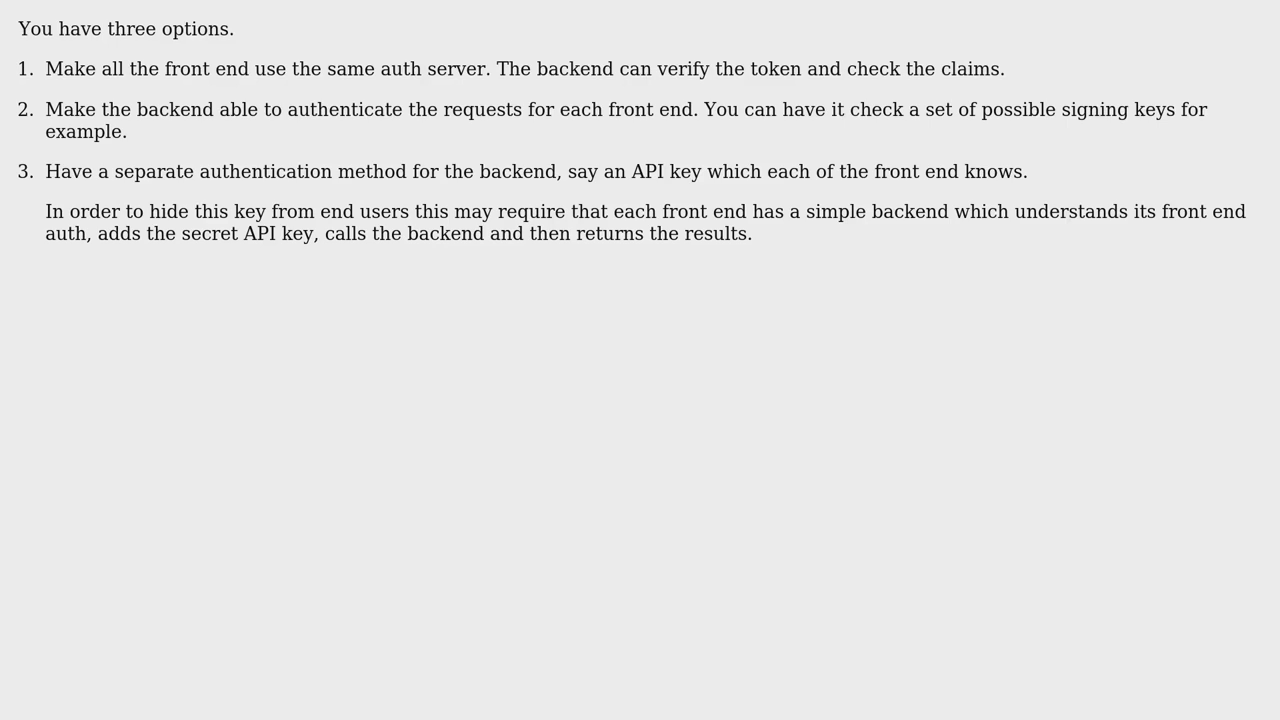 You have three options.
1. Make all the front end use the same auth server. The backend can verify the token and check the claims.
2. Make the backend able to authenticate the requests for each front end. You can have it check a set of possible signing keys for
example.
3. Have a separate authentication method for the backend, say an API key which each of the front end knows.
In order to hide this key from end users this may require that each front end has a simple backend which understands its front end
auth, adds the secret API key, calls the backend and then returns the results.